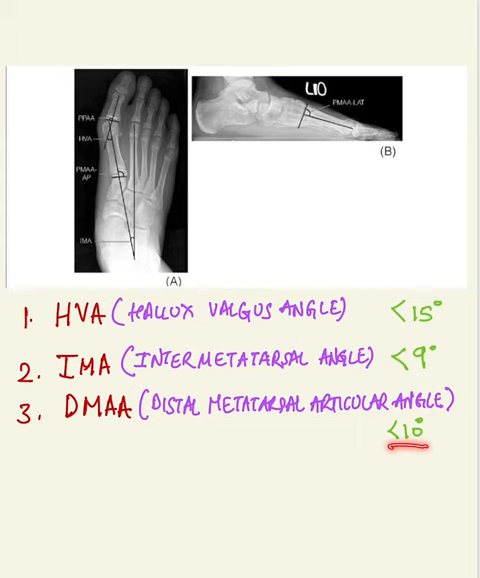 L10
PMAA-LAT
PPAA
HVA
PMAA-
AP
IMA
(B)
(A)
1. HVA (HALLUX VALGUS ANGLE) <15°
2. IMA (INTERMETATARSAL ANGLE) <9°
3. DMAA (DISTAL METATARSAL ARTICULAR ANGLE)
<10°